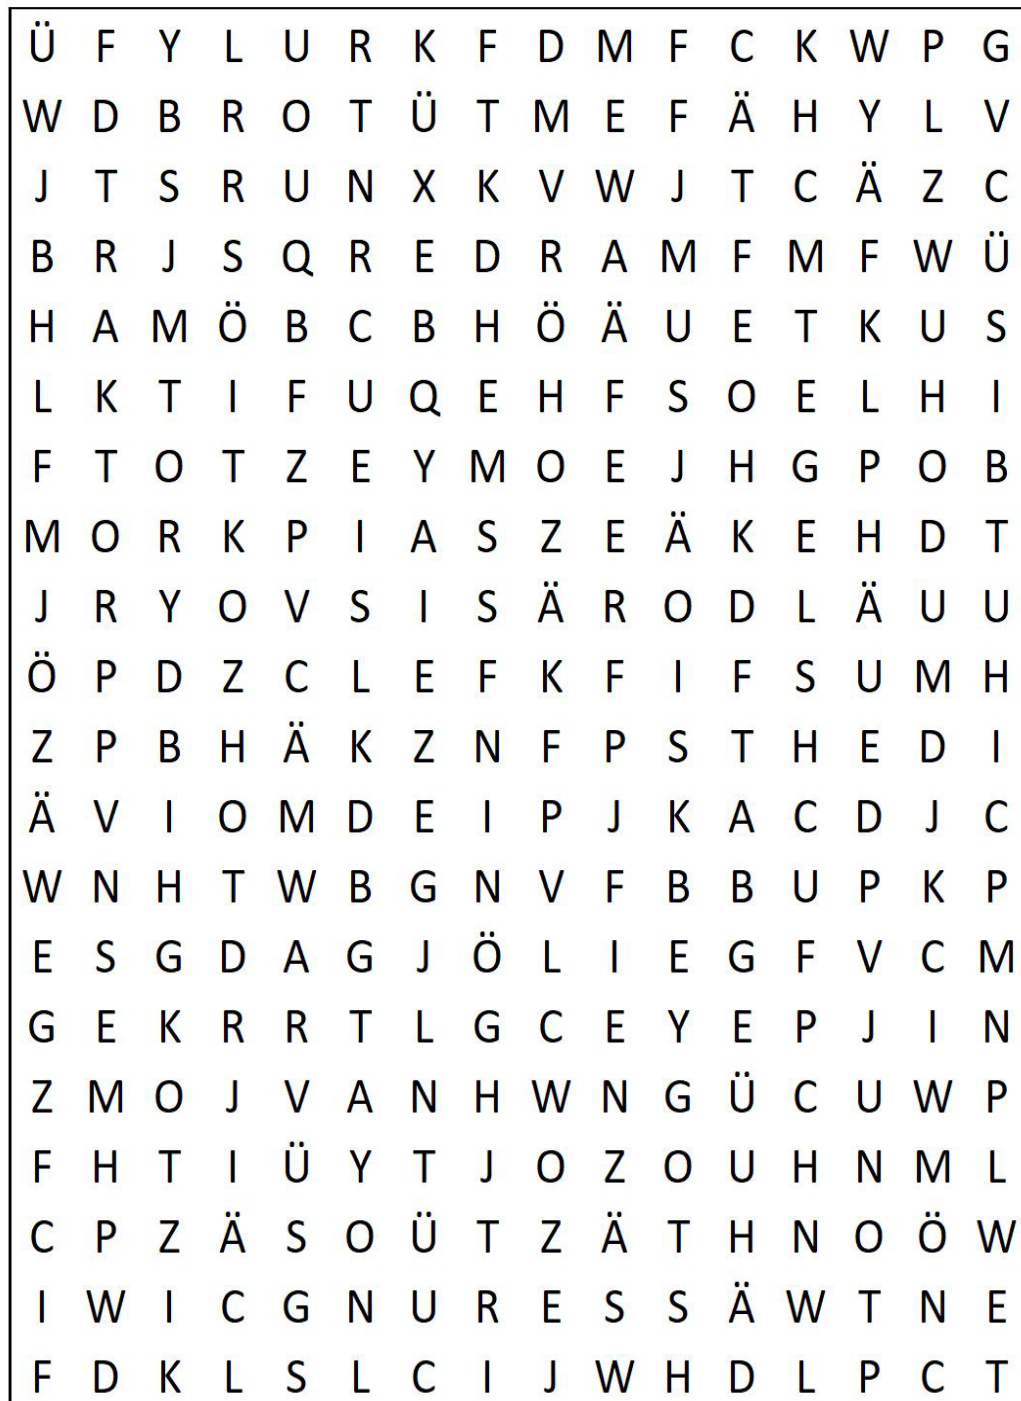 Ü F Y L U R K F D M F C K W P G
W D B R O T Ü T M E F Ä H Y L V
J T S R U N X K V W J T C Ä Z C
B R J S Q R E D R A M F M F W Ü
H A M Ö B C B H Ö Ä U E T K U S
L K T I F U Q E H F S O E L H I
F T O T Z E Y M O E J H G P O B
M O R K P I A S Z E Ä K E H D T
J R Y O V S I S Ä R O D L Ä U U
Ö P D Z C L E F K F I F S U M H
Z P B H Ä K Z N F P S T H E D I
Ä V I O M D E I P J K A C D J C
W N H T W B G N V F B B U P K P
E S G D A G J Ö L I E G F V C M
G E K R R T L G C E Y E P J I N
Z M O J V A N H W N G Ü C U W P
F H T I Ü Y T J O Z O U H N M L
C P Z Ä S O Ü T Z Ä T H N O Ö W
I W I C G N U R E S S Ä W T N E
F D K L S L C I J W H D L P C T